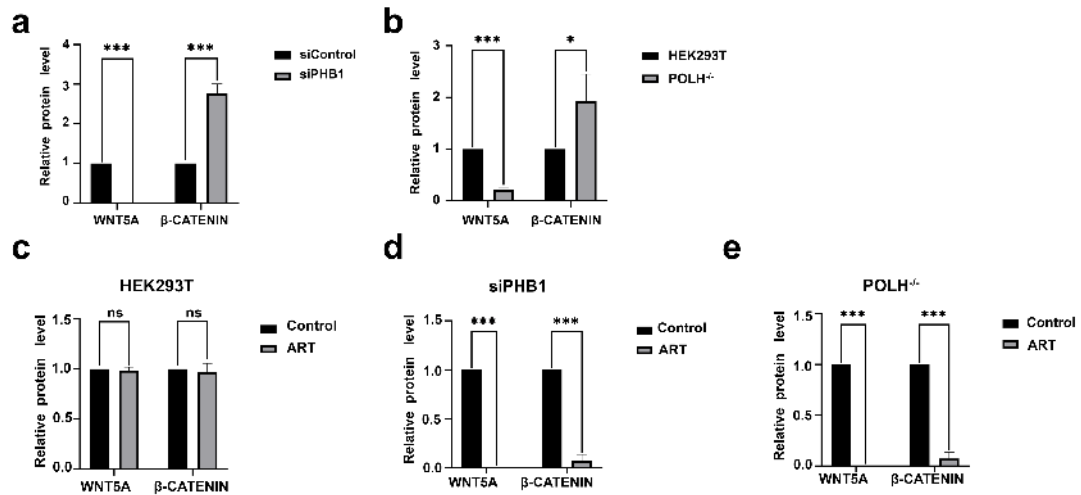 a
Relative protein level
4
3
2
1
0
*** ***
WNT5A β-CATENIN
siControl
siPHB1
b
Relative protein level
3
2
1
0
*** *
WNT5A β-CATENIN
HEK293T
POLH-/-
c
HEK293T
Relative protein level
1.5
1.0
0.5
0.0
ns ns
WNT5A β-CATENIN
Control
ART
d
siPHB1
Relative protein level
1.5
1.0
0.5
0.0
*** ***
WNT5A β-CATENIN
Control
ART
e
POLH-/-
Relative protein level
1.5
1.0
0.5
0.0
*** ***
WNT5A β-CATENIN
Control
ART